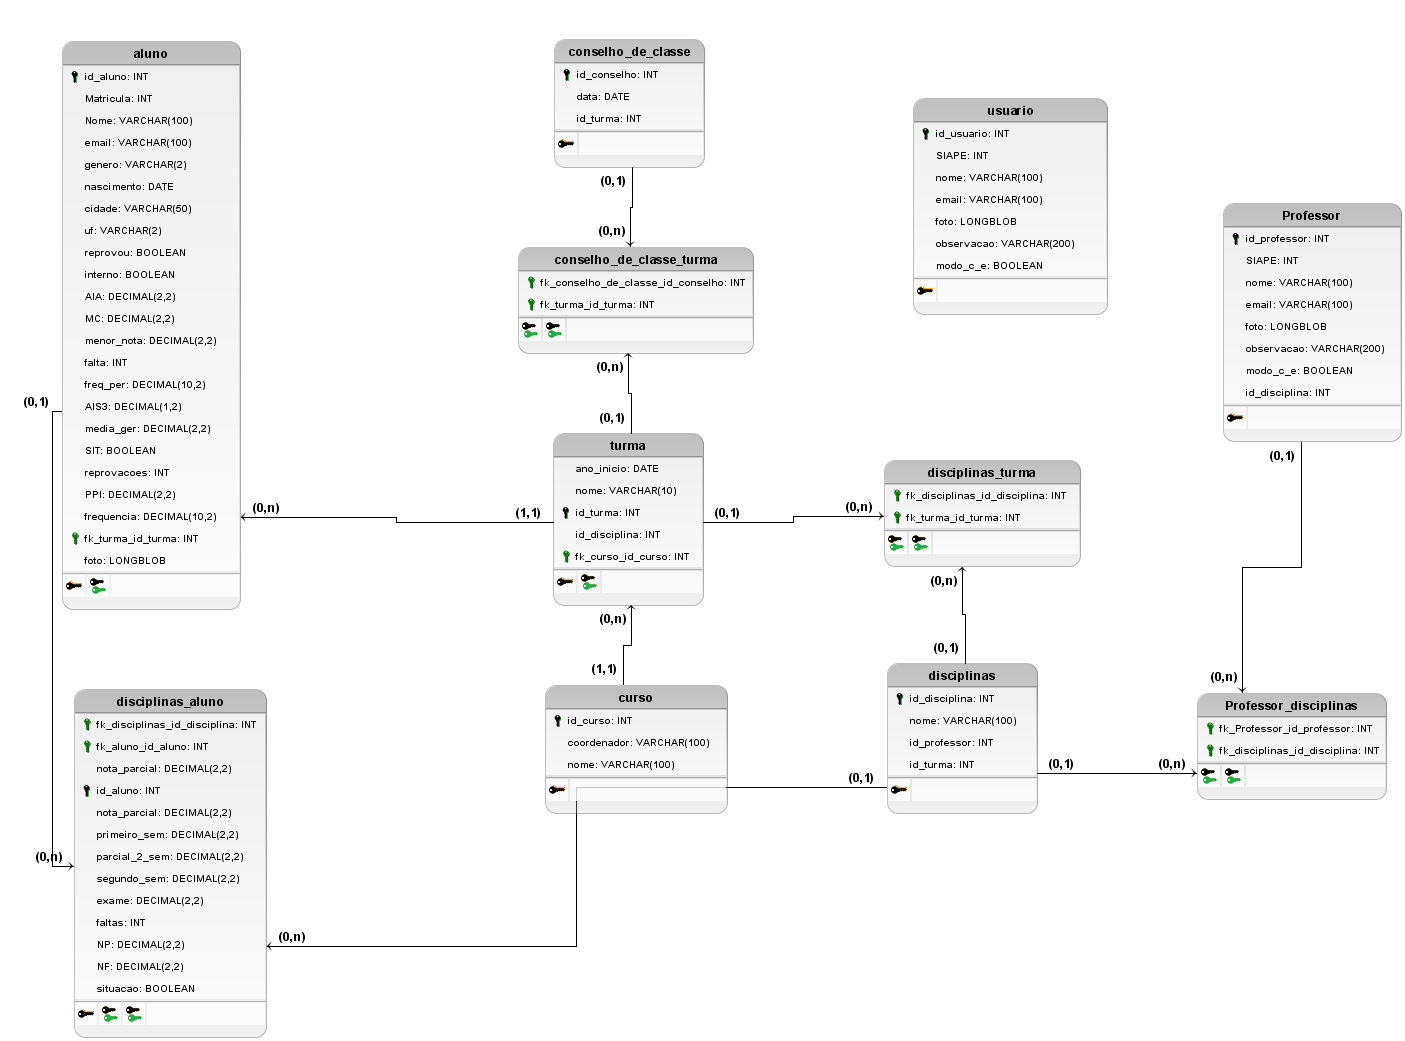 aluno
id_aluno: INT
Matricula: INT
Nome: VARCHAR(100)
email: VARCHAR(100)
genero: VARCHAR(2)
nascimento: DATE
cidade: VARCHAR(50)
uf: VARCHAR(2)
reprovou: BOOLEAN
interno: BOOLEAN
AIA: DECIMAL(2,2)
MC: DECIMAL(2,2)
menor_nota: DECIMAL(2,2)
falta: INT
freq_per: DECIMAL(10,2)
AIS3: DECIMAL(1,2)
media_ger: DECIMAL(2,2)
SIT: BOOLEAN
reprovacoes: INT
PPI: DECIMAL(2,2)
frequencia: DECIMAL(10,2)
fk_turma_id_turma: INT
foto: LONGBLOB
(0,1)
(0,n)
disciplinas_aluno
fk_disciplinas_id_disciplina: INT
fk_aluno_id_aluno: INT
nota_parcial: DECIMAL(2,2)
id_aluno: INT
nota_parcial: DECIMAL(2,2)
primeiro_sem: DECIMAL(2,2)
parcial_2_sem: DECIMAL(2,2)
segundo_sem: DECIMAL(2,2)
exame: DECIMAL(2,2)
faltas: INT
NP: DECIMAL(2,2)
NF: DECIMAL(2,2)
situacao: BOOLEAN
(0,n)
conselho_de_classe
id_conselho: INT
data: DATE
id_turma: INT
(0,1)
(0,n)
conselho_de_classe_turma
fk_conselho_de_classe_id_conselho: INT
fk_turma_id_turma: INT
(0,n)
(0,1)
turma
ano_inicio: DATE
nome: VARCHAR(10)
id_turma: INT
id_disciplina: INT
fk_curso_id_curso: INT
(0,n)
(1,1)
(0,1)
(0,n)
(0,n)
(1,1)
curso
id_curso: INT
coordenador: VARCHAR(100)
nome: VARCHAR(100)
usuario
id_usuario: INT
SIAPE: INT
nome: VARCHAR(100)
email: VARCHAR(100)
foto: LONGBLOB
observacao: VARCHAR(200)
modo_c_e: BOOLEAN
disciplinas_turma
fk_disciplinas_id_disciplina: INT
fk_turma_id_turma: INT
(0,n)
(0,1)
disciplinas
id_disciplina: INT
nome: VARCHAR(100)
id_professor: INT
id_turma: INT
(0,1)
(0,1)
(0,n)
Professor
id_professor: INT
SIAPE: INT
nome: VARCHAR(100)
email: VARCHAR(100)
foto: LONGBLOB
observacao: VARCHAR(200)
modo_c_e: BOOLEAN
id_disciplina: INT
(0,1)
(0,n)
Professor_disciplinas
fk_Professor_id_professor: INT
fk_disciplinas_id_disciplina: INT